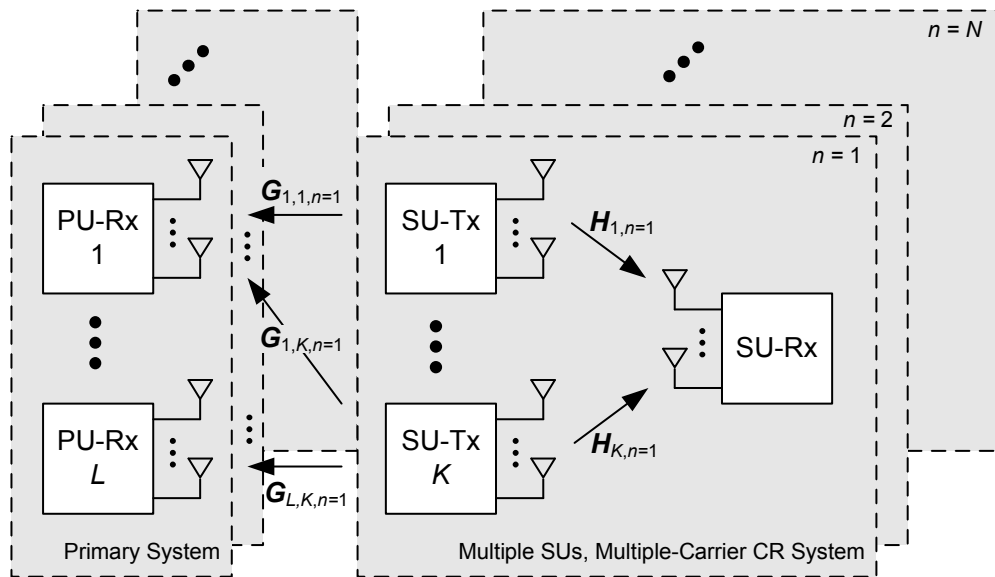 n = N
n = 2
n = 1
PU-Rx
1
G1,1,n=1
SU-Tx
1
H1,n=1
G1,K,n=1
SU-Rx
PU-Rx
L
SU-Tx
K
HK,n=1
GL,K,n=1
Primary System
Multiple SUs, Multiple-Carrier CR System